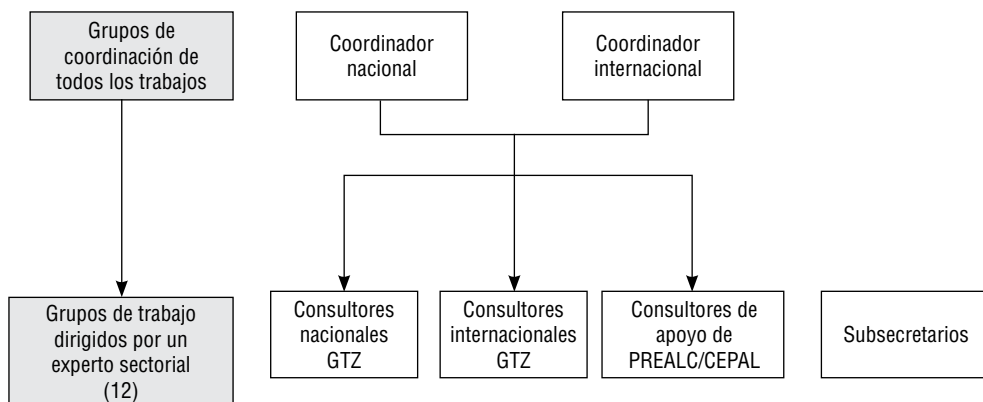 Grupos de
coordinación de
todos los trabajos
Coordinador
nacional
Coordinador
internacional
Grupos de trabajo
dirigidos por un
experto sectorial
(12)
Consultores
nacionales
GTZ
Consultores
internacionales
GTZ
Consultores de
apoyo de
PREALC/CEPAL
Subsecretarios